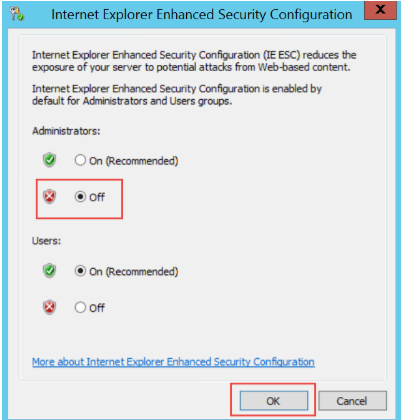 Internet Explorer Enhanced Security Configuration
X
Internet Explorer Enhanced Security Configuration (IE ESC) reduces the
exposure of your server to potential attacks from Web-based content.
Internet Explorer Enhanced Security Configuration is enabled by
default for Administrators and Users groups.
Administrators:
On (Recommended)
Off
Users:
On (Recommended)
Off
More about Internet Explorer Enhanced Security Configuration
OK Cancel